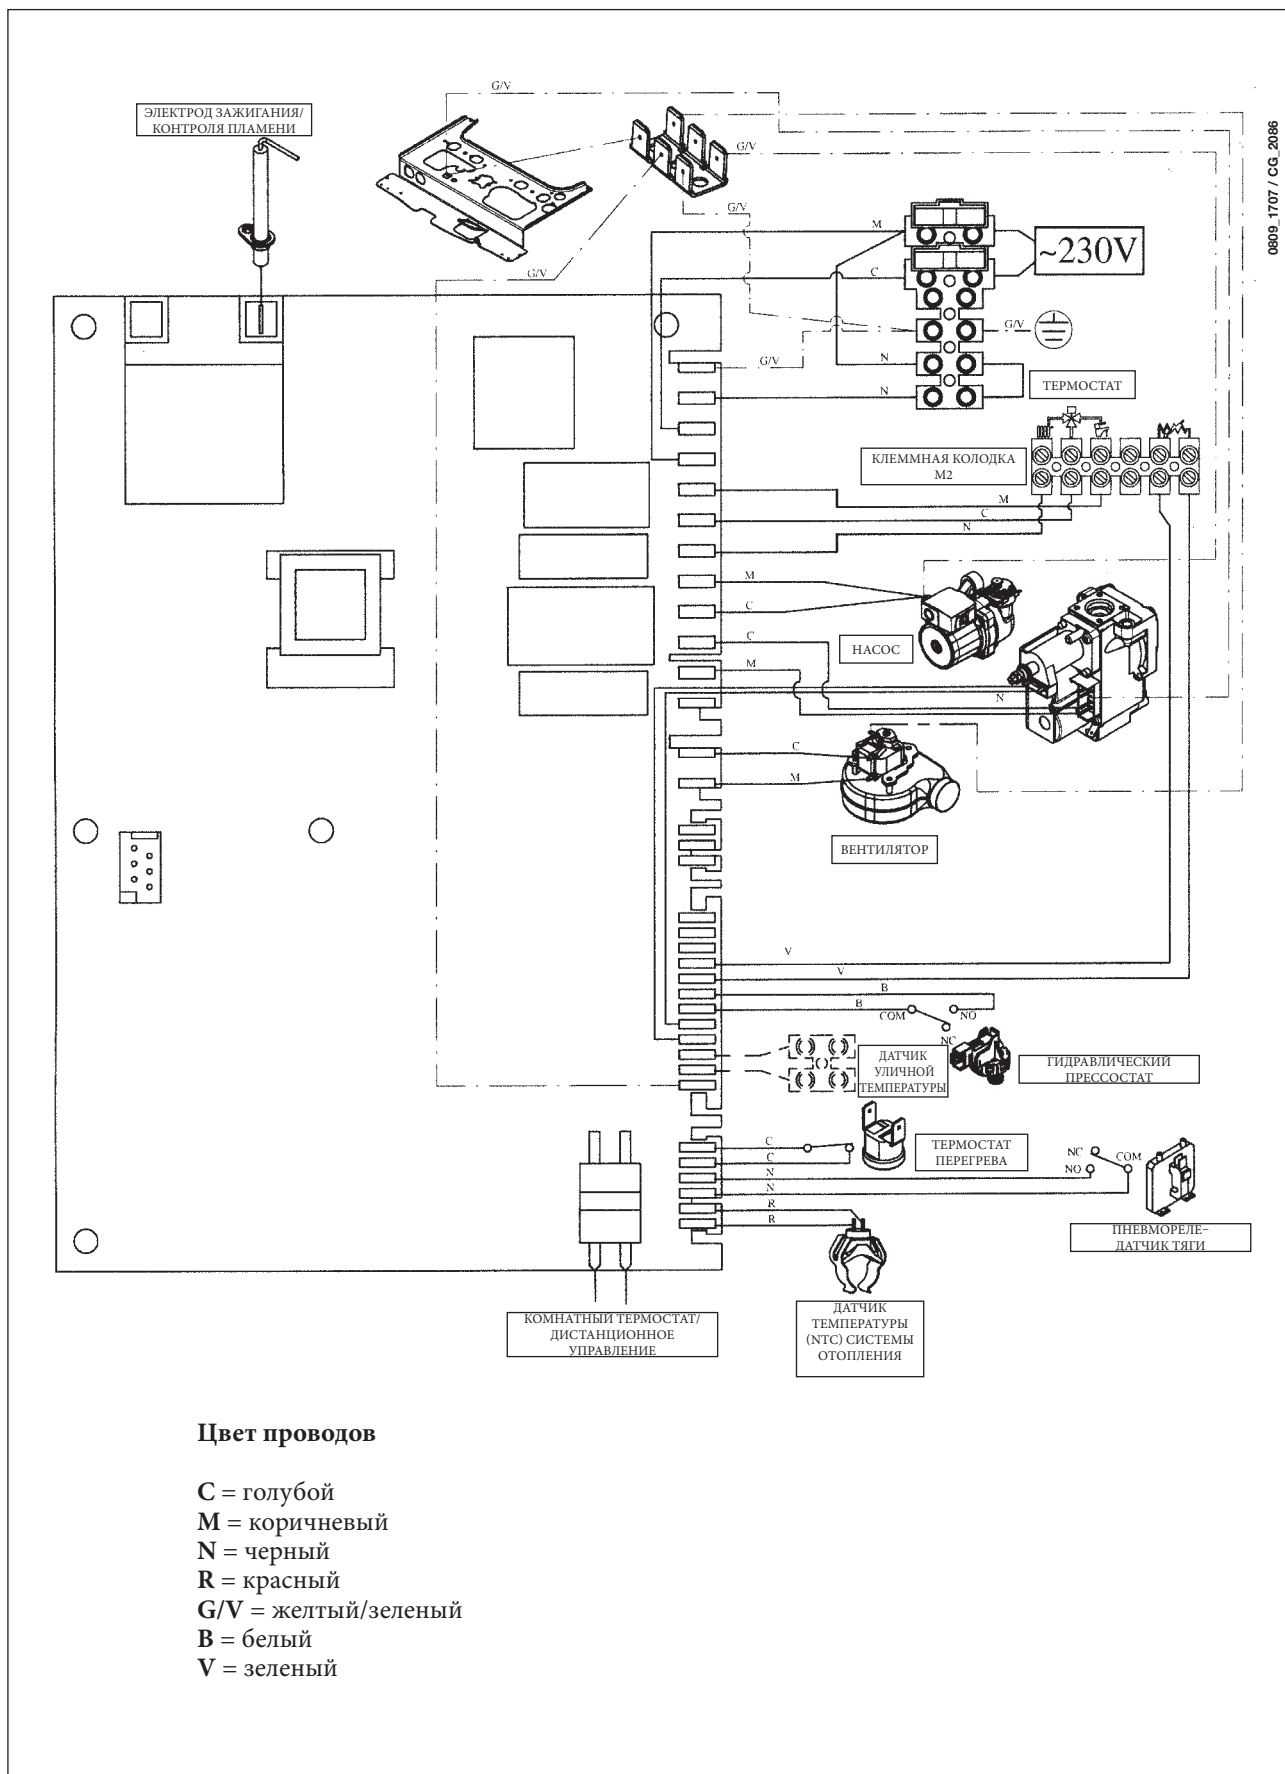 G/V
ЭЛЕКТРОД ЗАЖИГАНИЯ/
КОНТРОЛЯ ПЛАМЕНИ
0809_1707 / CG_2086
G/V
G/V
M
~230V
G/V
C
G/V
G/V
N
ТЕРМОСТАТ
N
КЛЕММНАЯ КОЛОДКА
М2
M
C
N
M
C
НАСОС
C
M
N
C
M
ВЕНТИЛЯТОР
V
V
B
B
COM
NO
NC
ДАТЧИК
УЛИЧНОЙ
ТЕМПЕРАТУРЫ
ГИДРАВЛИЧЕСКИЙ
ПРЕССОСТАТ
C
C
N
N
R
R
ТЕРМОСТАТ
ПЕРЕГРЕВА
NC
NO
COM
ПНЕВМОРЕЛЕ–
ДАТЧИК ТЯГИ
КОМНАТНЫЙ ТЕРМОСТАТ/
ДИСТАНЦИОННОЕ
УПРАВЛЕНИЕ
ДАТЧИК
ТЕМПЕРАТУРЫ
(NTC) СИСТЕМЫ
ОТОПЛЕНИЯ
Цвет проводов
C = голубой
M = коричневый
N = черный
R = красный
G/V = желтый/зеленый
B = белый
V = зеленый